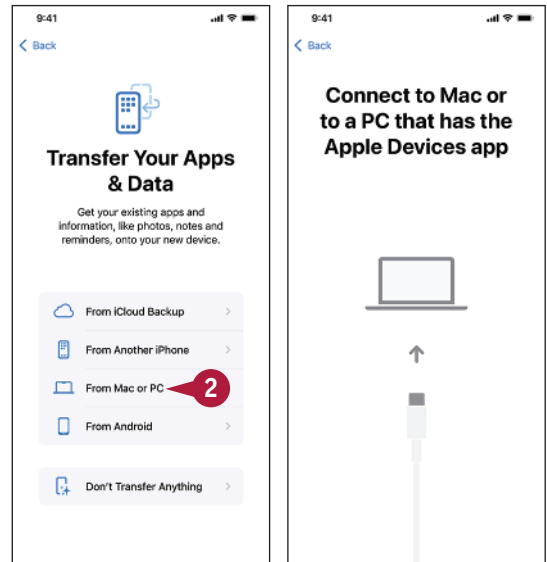 9:41
Back
Transfer Your Apps
& Data
Get your existing apps and
information, like photos, notes and
reminders, onto your new device.
From iCloud Backup
From Another iPhone
From Mac or PC
2
From Android
Don't Transfer Anything
9:41
Back
Connect to Mac or
to a PC that has the
Apple Devices app